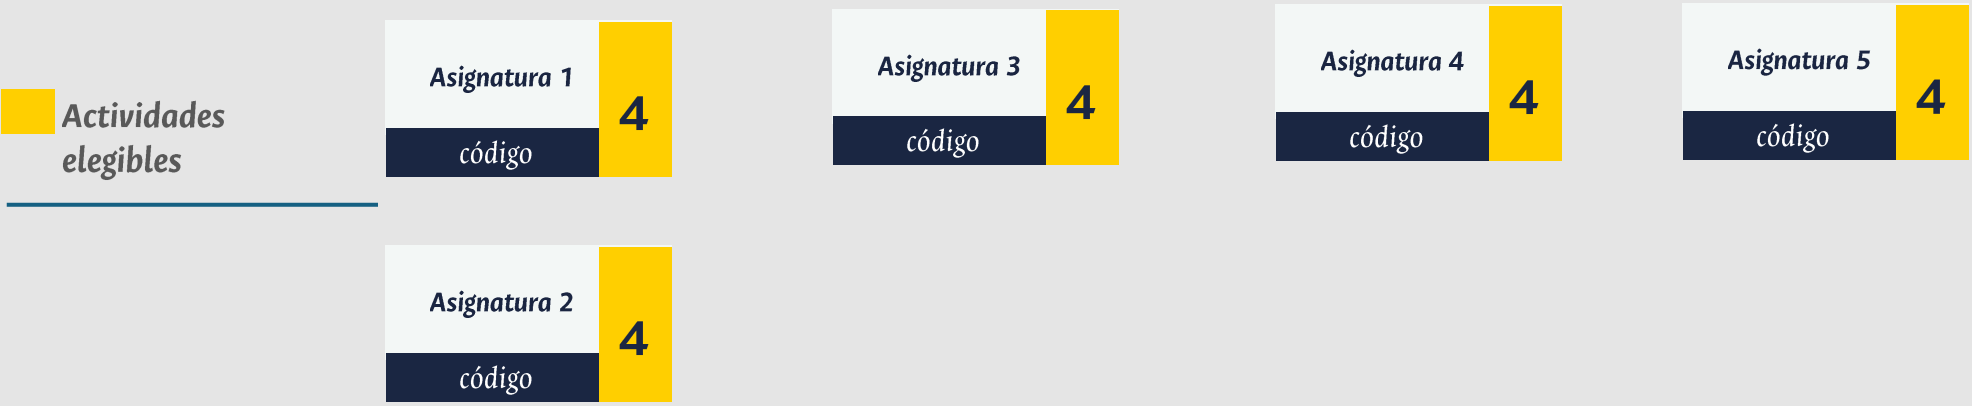 Actividades
elegibles
Asignatura 1
4
código
Asignatura 3
4
código
Asignatura 4
4
código
Asignatura 5
4
código
Asignatura 2
4
código